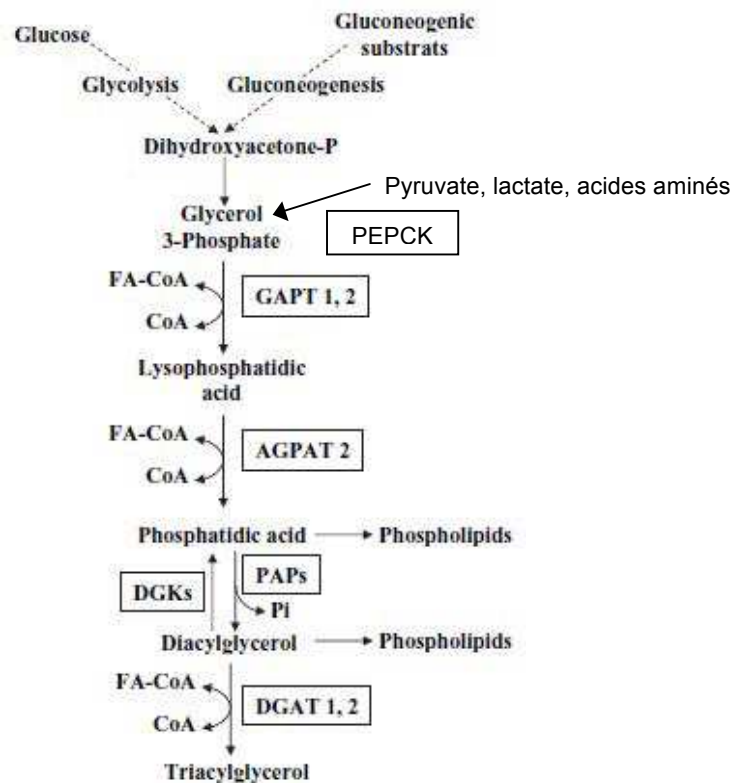 Glucose
Gluconeogenic
substrats
Glycolysis
Gluconeogenesis
Dihydroxyacetone-P
Pyruvate, lactate, acides aminés
Glycerol
3-Phosphate
PEPCK
FA-CoA
GAPT 1, 2
CoA
Lysophosphatidic
acid
FA-CoA
AGPAT 2
CoA
Phosphatidic acid
Phospholipids
PAPs
DGKs
Pi
Diacylglycerol
Phospholipids
FA-CoA
DGAT 1, 2
CoA
Triacylglycerol